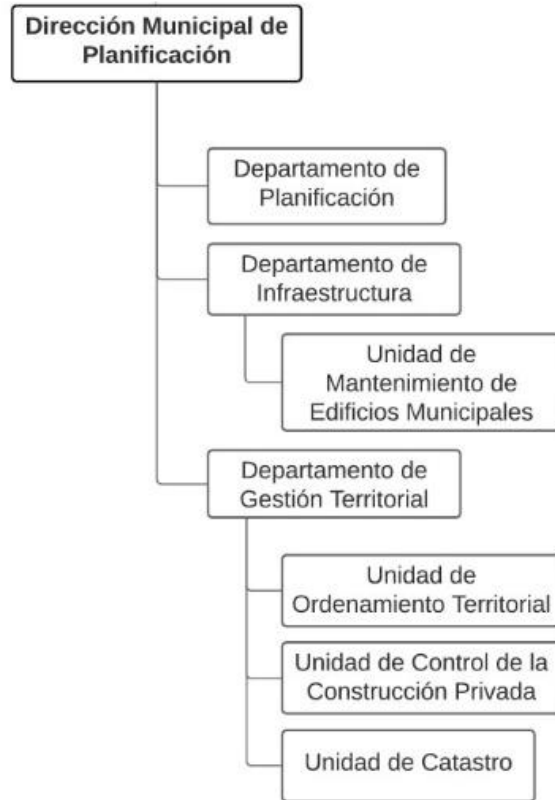 Dirección Municipal de
Planificación
Departamento de
Planificación
Departamento de
Infraestructura
Unidad de
Mantenimiento de
Edificios Municipales
Departamento de
Gestión Territorial
Unidad de
Ordenamiento Territorial
Unidad de Control de la
Construcción Privada
Unidad de Catastro